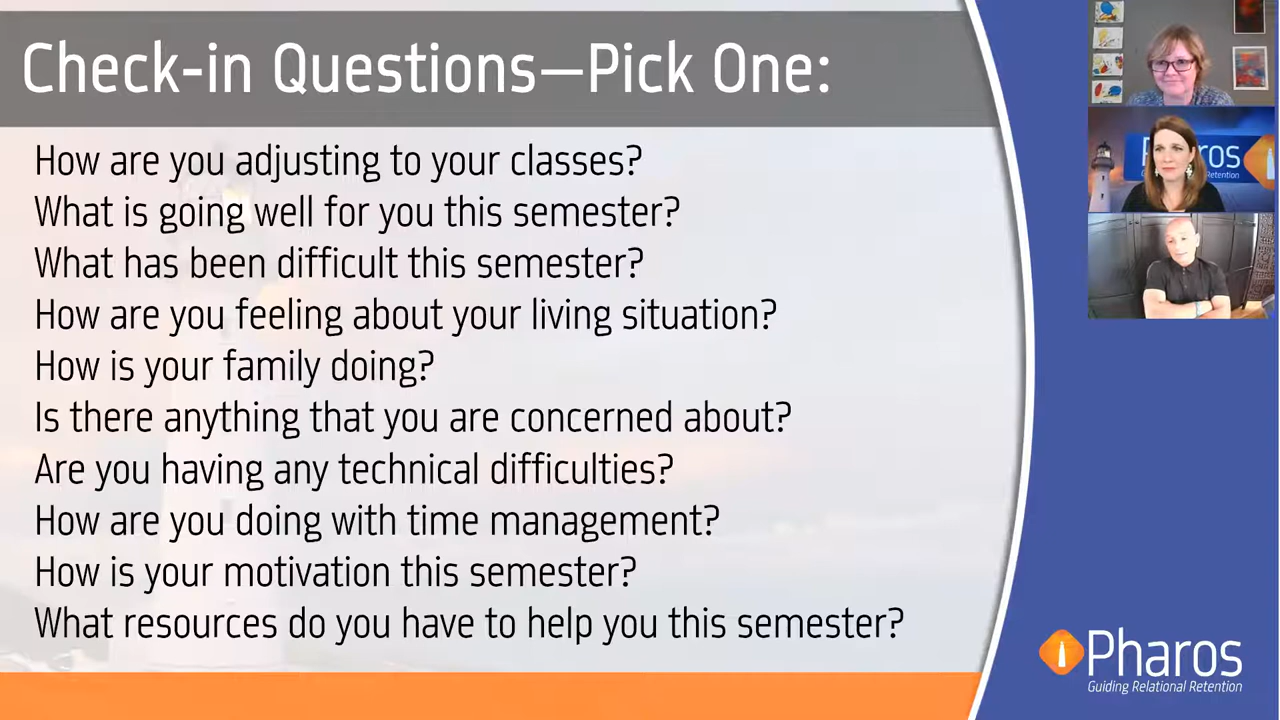 Check-in Questions—Pick One:
How are you adjusting to your classes?
What is going well for you this semester?
What has been difficult this semester?
How are you feeling about your living situation?
How is your family doing?
Is there anything that you are concerned about?
Are you having any technical difficulties?
How are you doing with time management?
How is your motivation this semester?
What resources do you have to help you this semester?
Pharos
Guiding Relational Retention